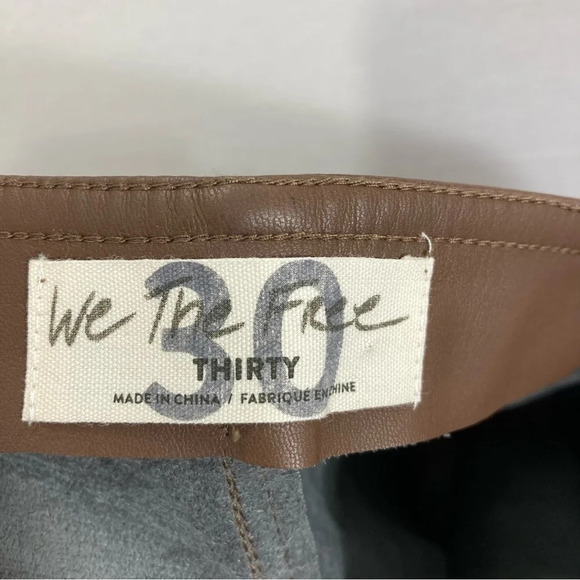 We The Free
30
THIRTY
MADE IN CHINA / FABRIQUE EN CHINE